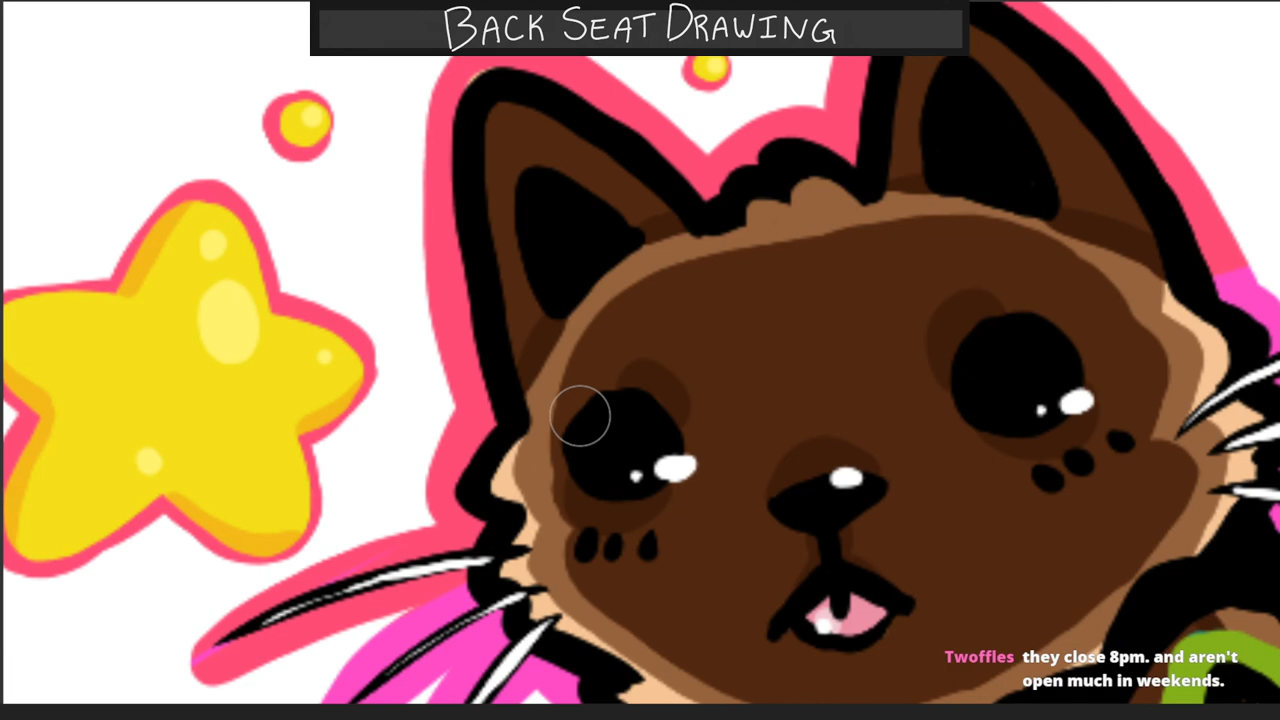 BACK SEAT DRAWING
Twoffles they close 8pm. and aren't
open much in weekends.